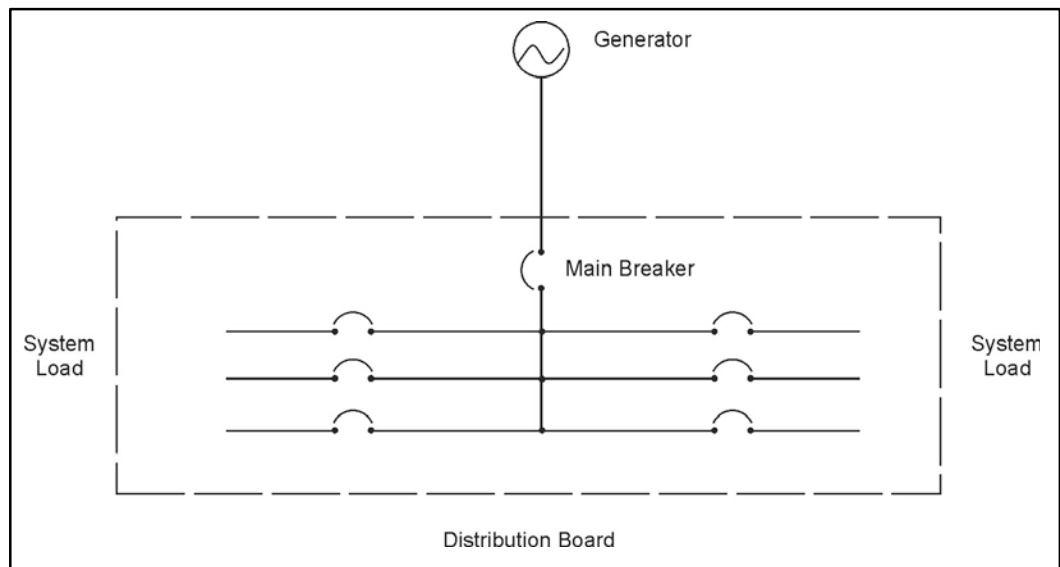 Generator
Main Breaker
System
Load
System
Load
Distribution Board